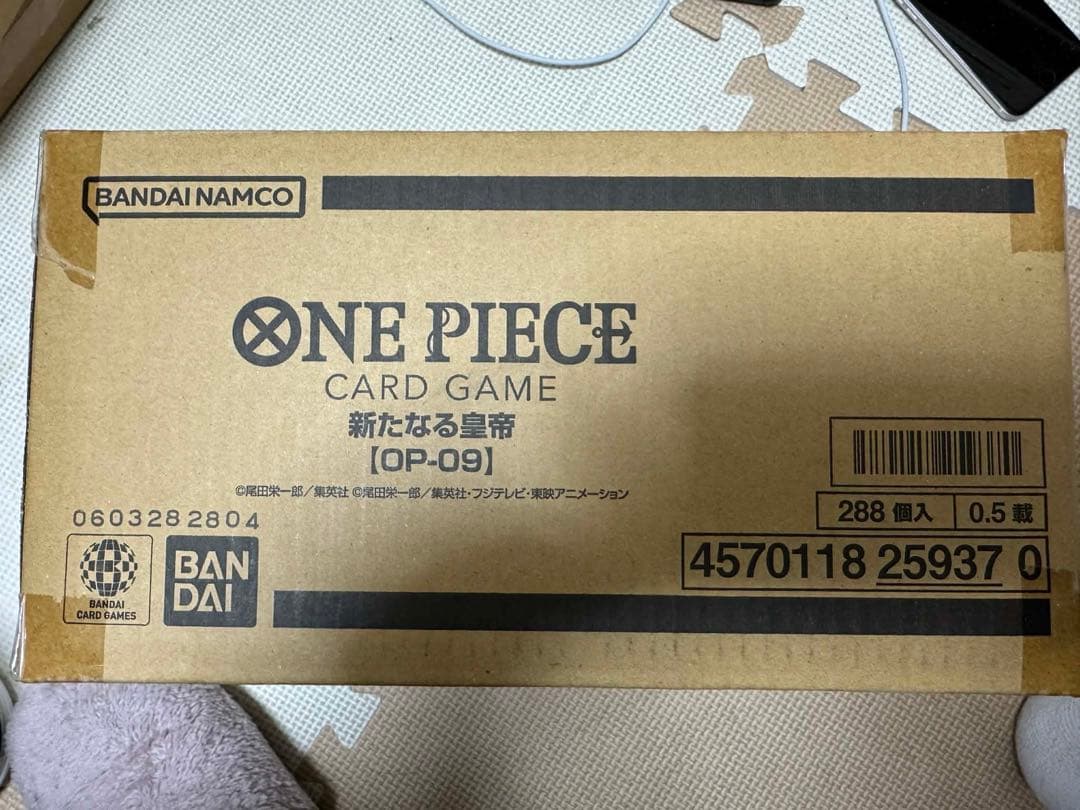 BANDAI NAMCO
ONE PIECE
CARD GAME
新たなる皇帝
【OP-09】
©尾田栄一郎／集英社 ©尾田栄一郎／集英社・フジテレビ・東映アニメーション
0603282804
288 個入
0.5 載
4570118 25937 0
BANDAI
CARD GAMES
BAN
DAI